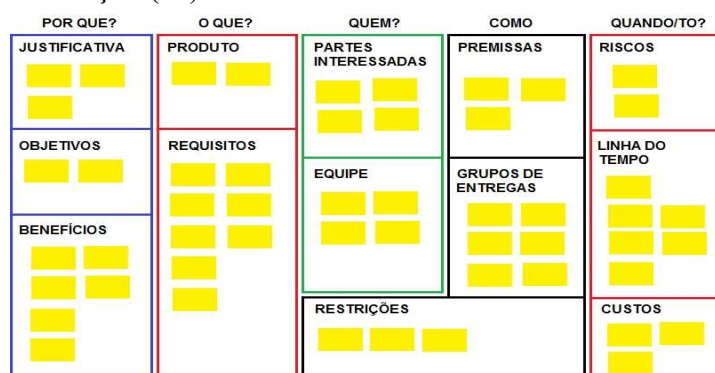 POR QUE?
O QUE?
QUEM?
COMO
QUANDO/TO?
JUSTIFICATIVA
OBJETIVOS
BENEFÍCIOS
PRODUTO
REQUISITOS
PARTES
INTERESSADAS
EQUIPE
PREMISSAS
GRUPOS DE
ENTREGAS
RESTRIÇÕES
RISCOS
LINHA DO
TEMPO
CUSTOS